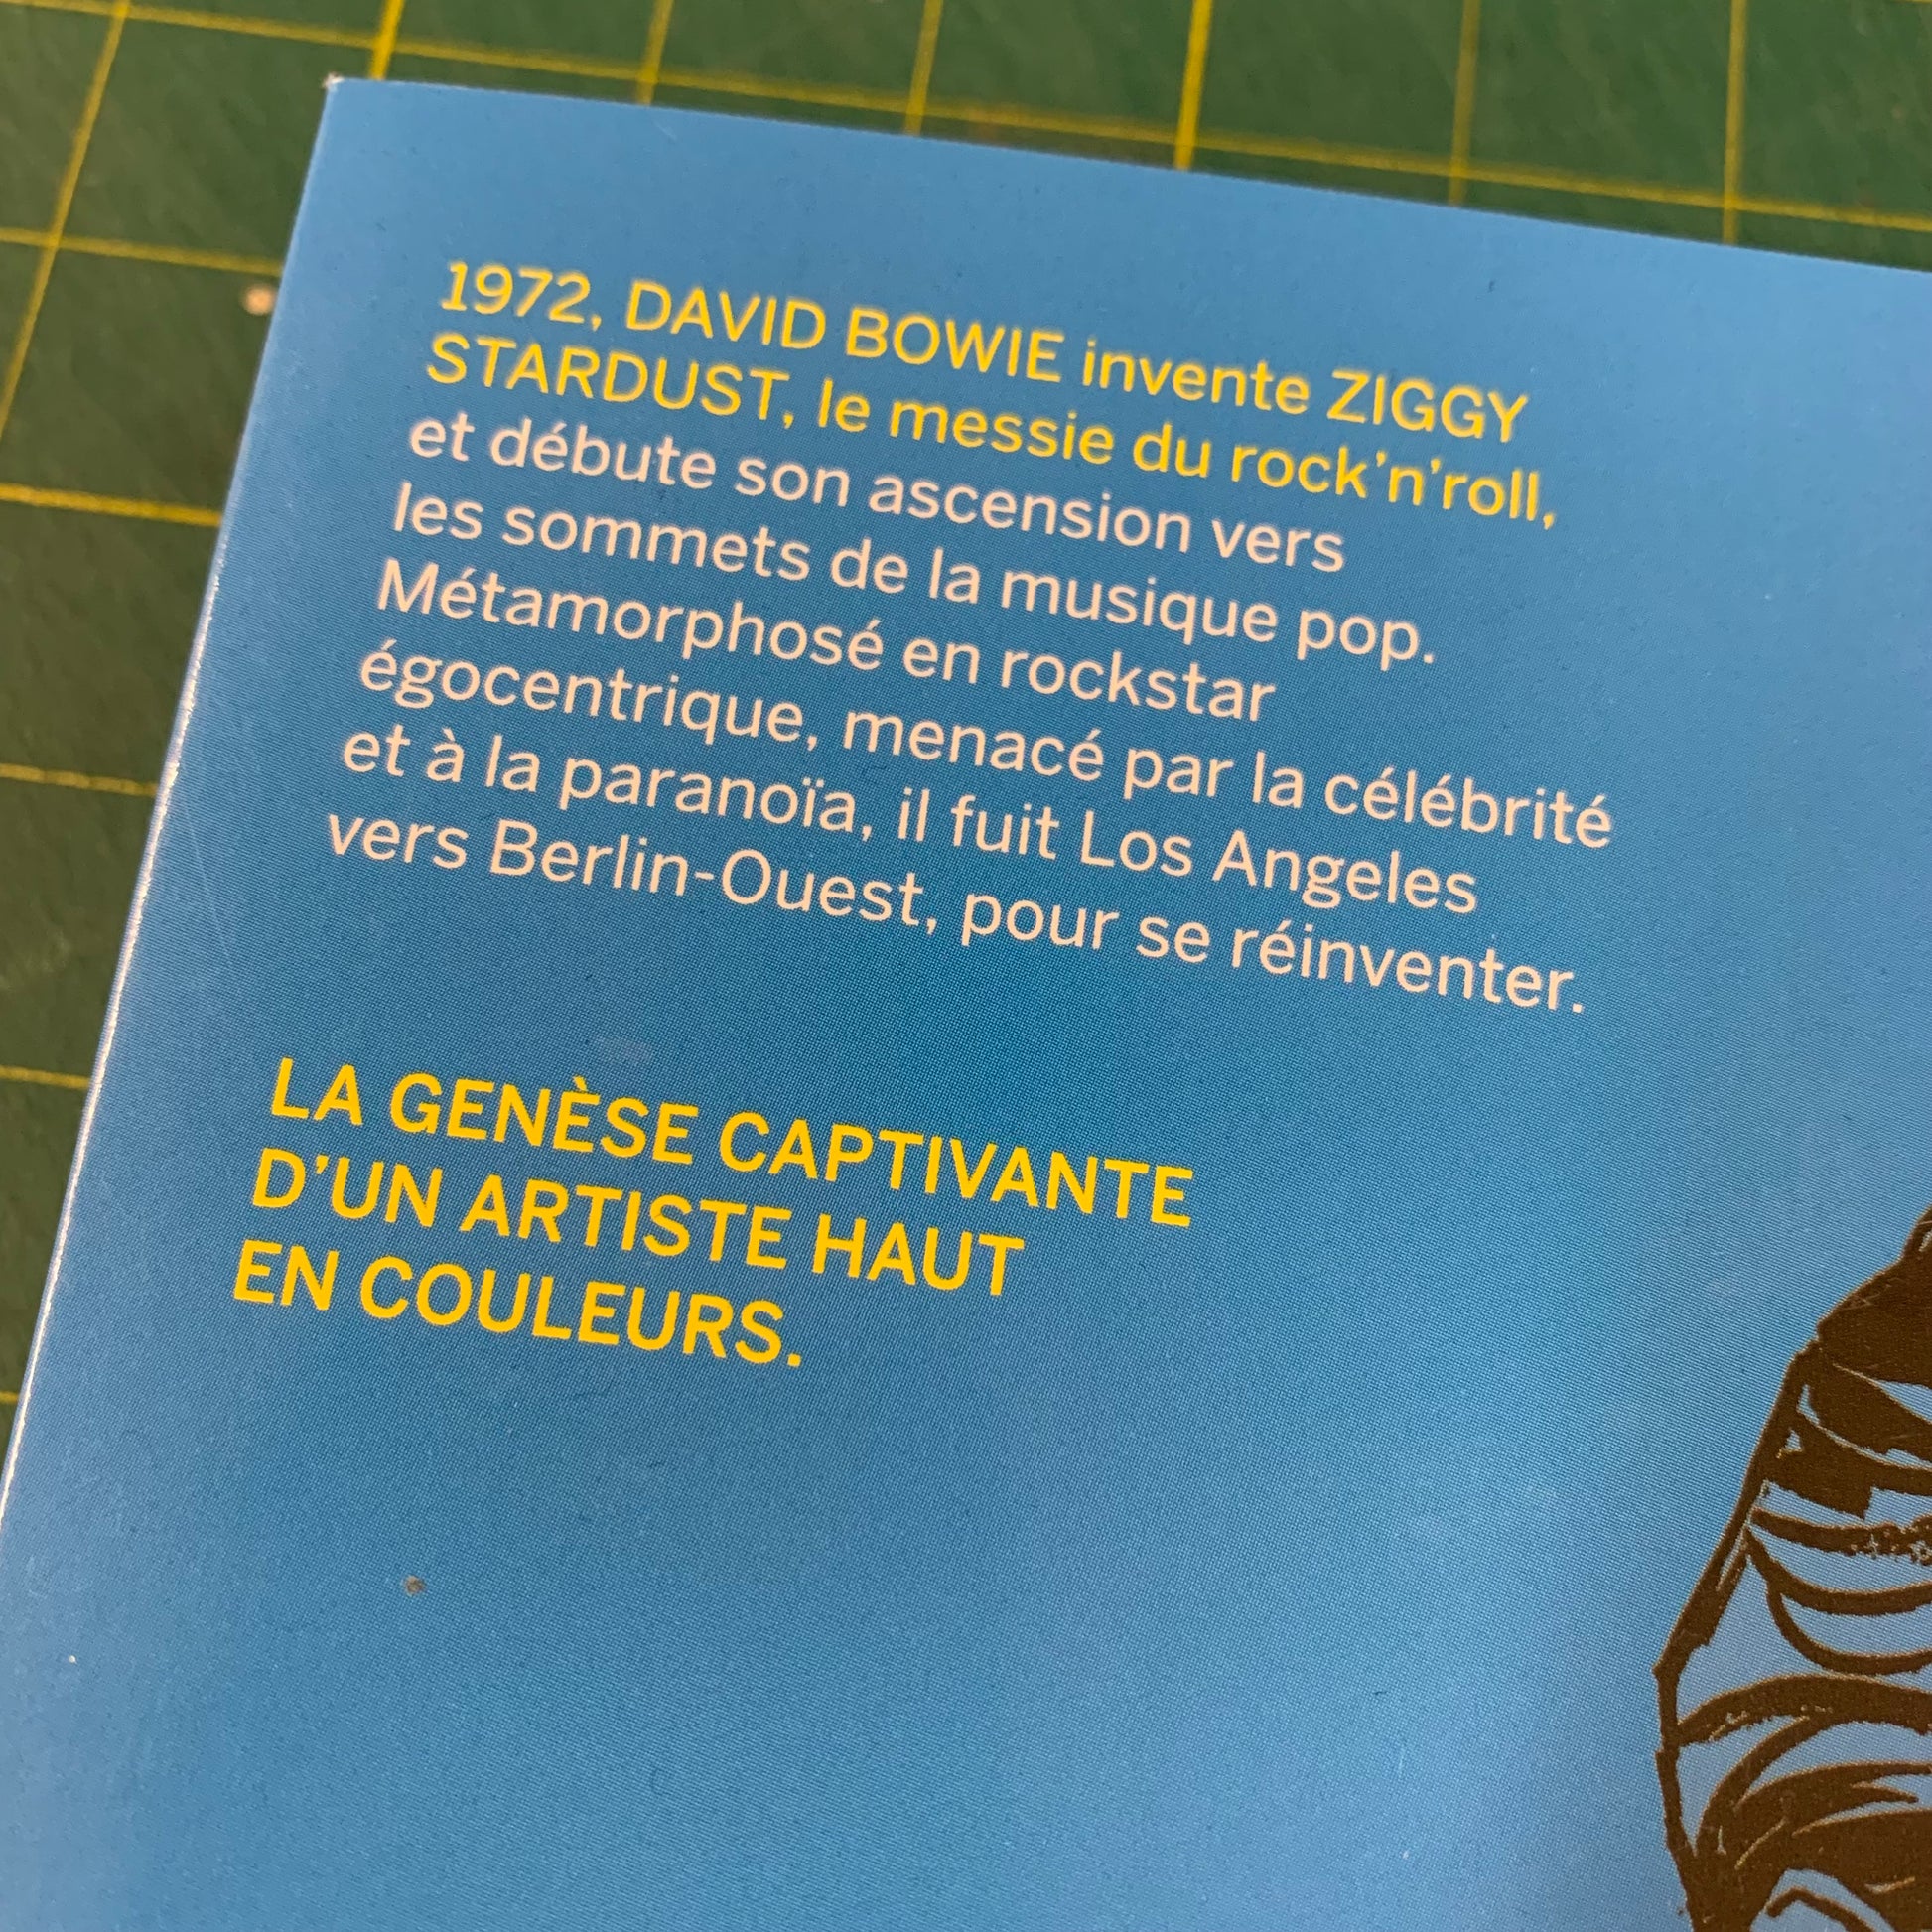 1972, DAVID BOWIE invente ZIGGY
STARDUST, le messie du rock’n’roll,
et débute son ascension vers
les sommets de la musique pop.
Métamorphosé en rockstar
égocentrique, menacé par la célébrité
et à la paranoïa, il fuit Los Angeles
vers Berlin-Ouest, pour se réinventer.
LA GENÈSE CAPTIVANTE
D’UN ARTISTE HAUT
EN COULEURS.